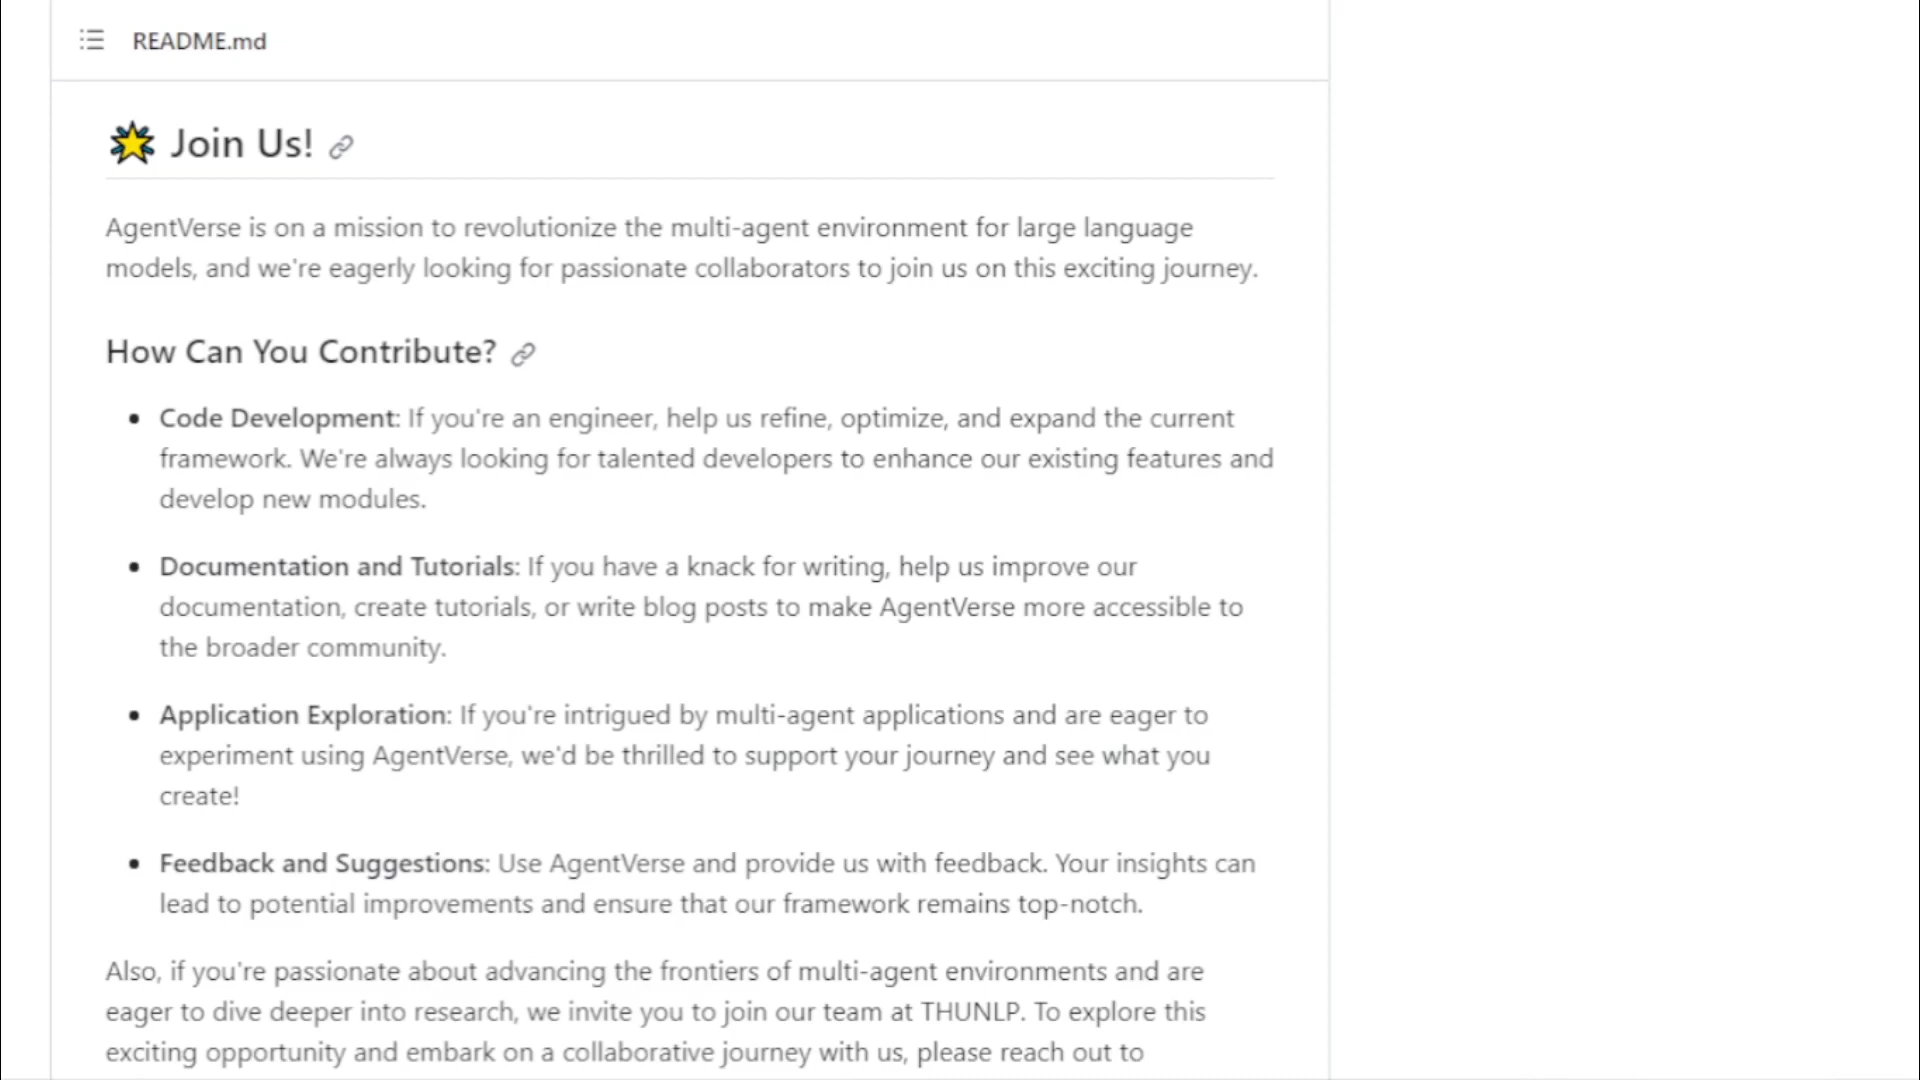 README.md
Join Us!
AgentVerse is on a mission to revolutionize the multi-agent environment for large language
models, and we're eagerly looking for passionate collaborators to join us on this exciting journey.
How Can You Contribute?
Code Development: If you're an engineer, help us refine, optimize, and expand the current
framework. We're always looking for talented developers to enhance our existing features and
develop new modules.
Documentation and Tutorials: If you have a knack for writing, help us improve our
documentation, create tutorials, or write blog posts to make AgentVerse more accessible to
the broader community.
Application Exploration: If you're intrigued by multi-agent applications and are eager to
experiment using AgentVerse, we'd be thrilled to support your journey and see what you
create!
Feedback and Suggestions: Use AgentVerse and provide us with feedback. Your insights can
lead to potential improvements and ensure that our framework remains top-notch.
Also, if you're passionate about advancing the frontiers of multi-agent environments and are
eager to dive deeper into research, we invite you to join our team at THUNLP. To explore this
exciting opportunity and embark on a collaborative journey with us, please reach out to